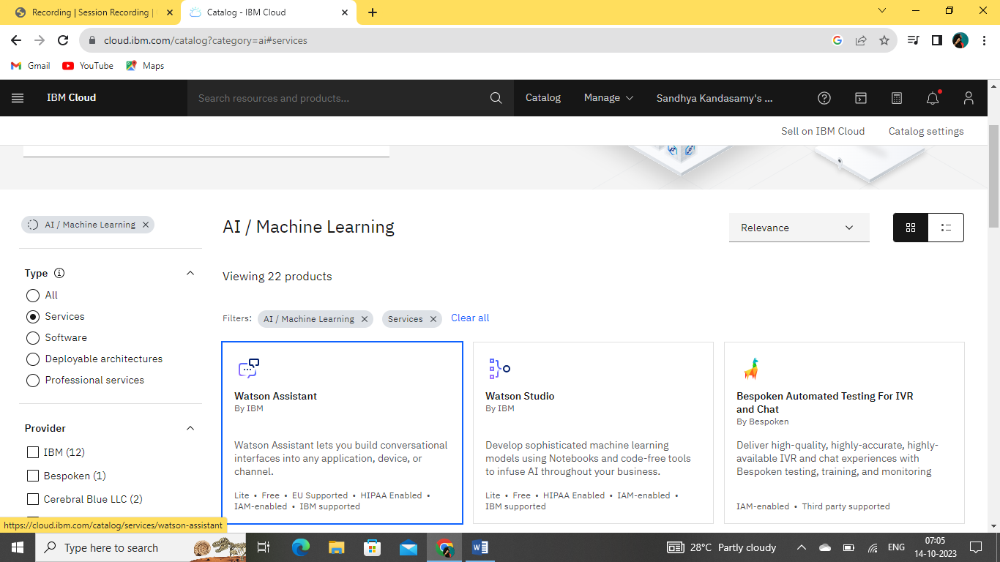 Recording | Session Recording |
Catalog - IBM Cloud
cloud.ibm.com/catalog?category=ai#services
Gmail
YouTube
Maps
IBM Cloud
Search resources and products...
Catalog
Manage
Sandhya Kandasamy's ...
Sell on IBM Cloud
Catalog settings
AI / Machine Learning
Type
All
Services
Software
Deployable architectures
Professional services
Provider
IBM (12)
Bespoken (1)
Cerebral Blue LLC (2)
AI / Machine Learning
Relevance
Viewing 22 products
Filters:
AI / Machine Learning
Services
Clear all
Watson Assistant
By IBM
Watson Assistant lets you build conversational
interfaces into any application, device, or
channel.
Lite • Free • EU Supported • HIPAA Enabled •
IAM-enabled • IBM supported
Watson Studio
By IBM
Develop sophisticated machine learning
models using Notebooks and code-free tools
to infuse AI throughout your business.
Lite • Free • HIPAA Enabled • IAM-enabled •
IBM supported
Bespoken Automated Testing For IVR
and Chat
By Bespoken
Deliver high-quality, highly-accurate, highly-
available IVR and chat experiences with
Bespoken testing, training, and monitoring
IAM-enabled • Third party supported
https://cloud.ibm.com/catalog/services/watson-assistant
Type here to search
28°C Partly cloudy
ENG
07:05
14-10-2023